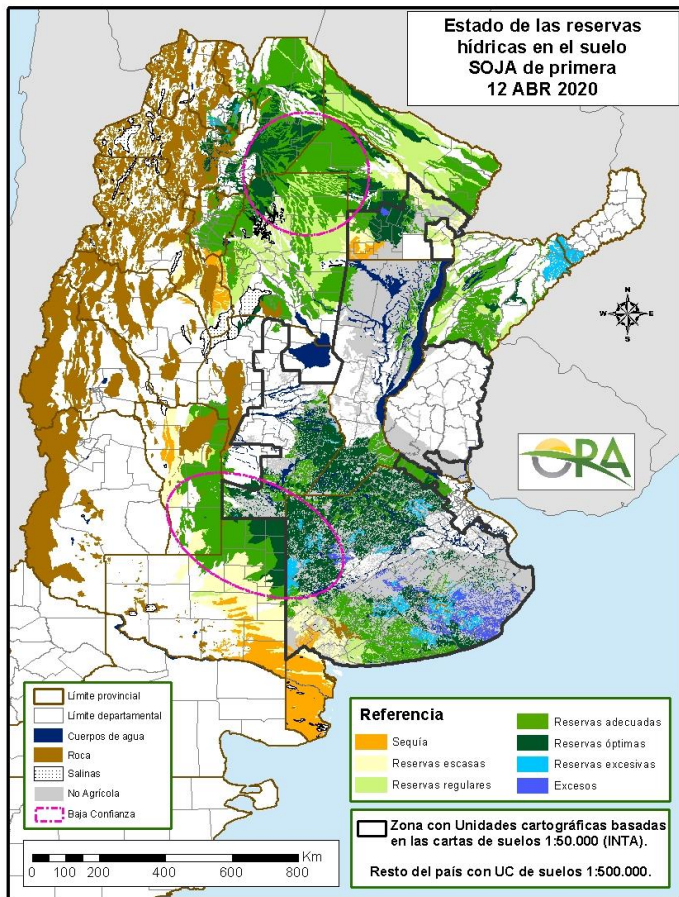 Estado de las reservas
hídricas en el suelo
SOJA de primera
12 ABR 2020
N
W E
S
ORA
Límite provincial
Límite departamental
Cuerpos de agua
Roca
Salinas
No Agrícola
Baja Confianza
0 100 200 400 600 800 Km
Referencia
Sequía
Reservas escasas
Reservas regulares
Reservas adecuadas
Reservas óptimas
Reservas excesivas
Excesos
Zona con Unidades cartográficas basadas
en las cartas de suelos 1:50.000 (INTA).
Resto del país con UC de suelos 1:500.000.